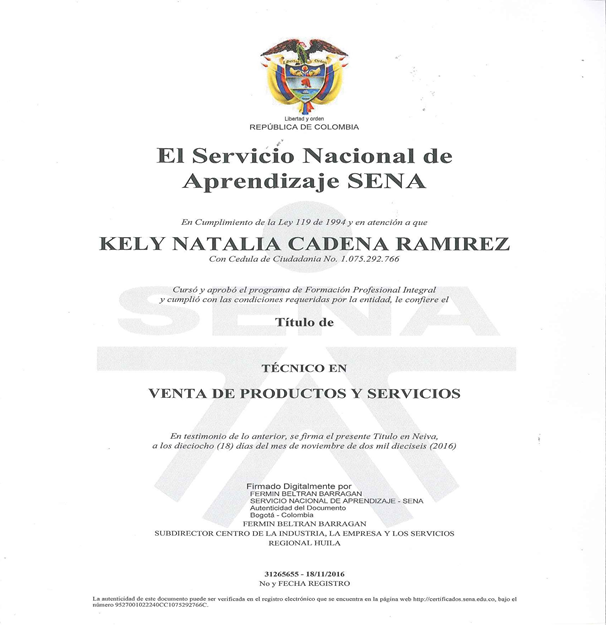 Libertad y orden
REPÚBLICA DE COLOMBIA
El Servicio Nacional de
Aprendizaje SENA
En Cumplimiento de la Ley 119 de 1994 y en atención a que
KELY NATALIA CADENA RAMIREZ
Con Cedula de Ciudadania No. 1.075.292.766
Cursó y aprobó el programa de Formación Profesional Integral
y cumplió con las condiciones requeridas por la entidad, le confiere el
SENA
Título de
TÉCNICO EN
VENTA DE PRODUCTOS Y SERVICIOS
En testimonio de lo anterior, se firma el presente Título en Neiva,
a los dieciocho (18) días del mes de noviembre de dos mil dieciseis (2016)
Firmado Digitalmente por
FERMIN BELTRAN BARRAGAN
SERVICIO NACIONAL DE APRENDIZAJE - SENA
Autenticidad del Documento
Bogotá - Colombia
FERMIN BELTRAN BARRAGAN
SUBDIRECTOR CENTRO DE LA INDUSTRIA, LA EMPRESA Y LOS SERVICIOS
REGIONAL HUILA
31265655 - 18/11/2016
No y FECHA REGISTRO
La autenticidad de este documento puede ser verificada en el registro electrónico que se encuentra en la página web http://certificados.sena.edu.co, bajo el
número 9527001022240CC1075292766C.